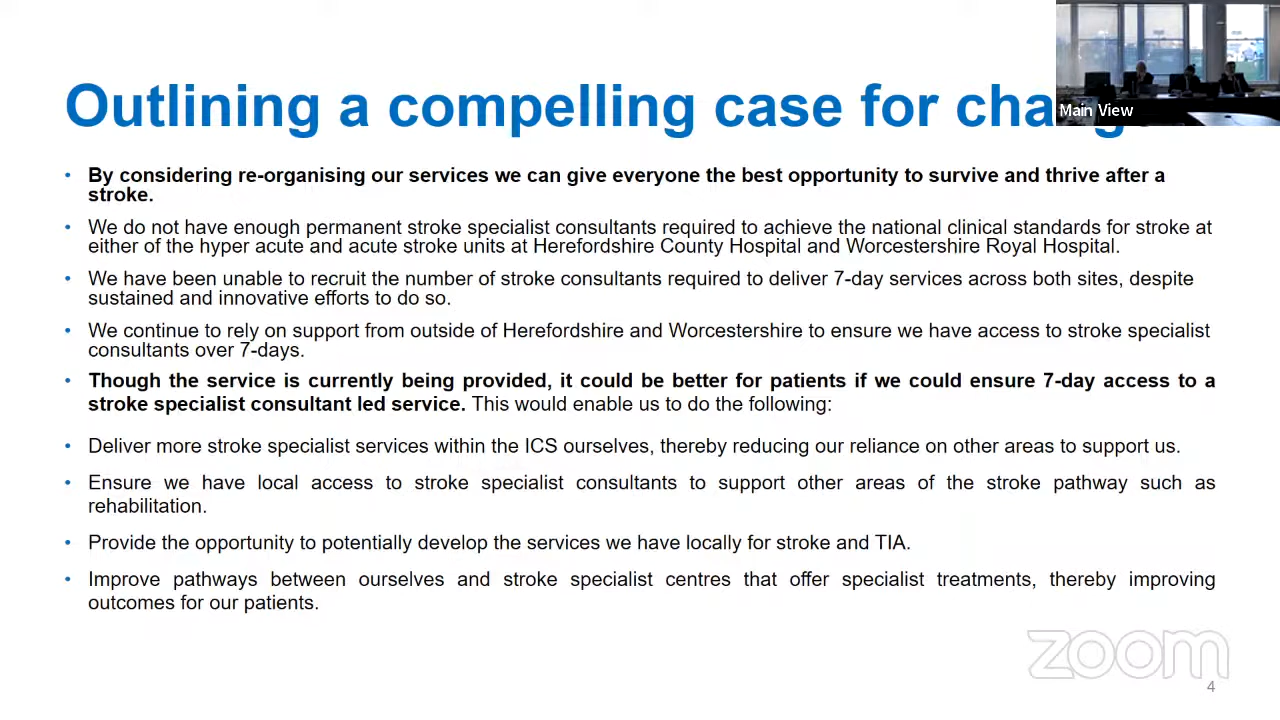 Outlining a compelling case for chang
Main View
• By considering re-organising our services we can give everyone the best opportunity to survive and thrive after a
stroke.
• We do not have enough permanent stroke specialist consultants required to achieve the national clinical standards for stroke at
either of the hyper acute and acute stroke units at Herefordshire County Hospital and Worcestershire Royal Hospital.
• We have been unable to recruit the number of stroke consultants required to deliver 7-day services across both sites, despite
sustained and innovative efforts to do so.
• We continue to rely on support from outside of Herefordshire and Worcestershire to ensure we have access to stroke specialist
consultants over 7-days.
• Though the service is currently being provided, it could be better for patients if we could ensure 7-day access to a
stroke specialist consultant led service. This would enable us to do the following:
• Deliver more stroke specialist services within the ICS ourselves, thereby reducing our reliance on other areas to support us.
• Ensure we have local access to stroke specialist consultants to support other areas of the stroke pathway such as
rehabilitation.
• Provide the opportunity to potentially develop the services we have locally for stroke and TIA.
• Improve pathways between ourselves and stroke specialist centres that offer specialist treatments, thereby improving
outcomes for our patients.
zoom
4